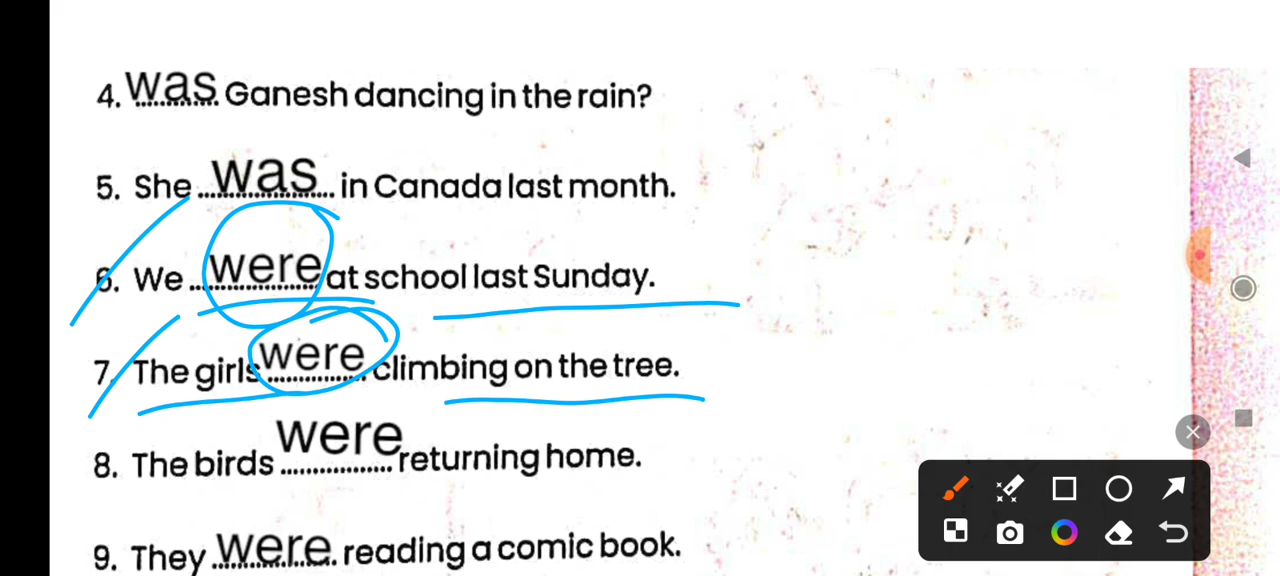 4. was Ganesh dancing in the rain?
5. She was in Canada last month.
6. We were at school last Sunday.
7. The girls were climbing on the tree.
8. The birds were returning home.
9. They were reading a comic book.